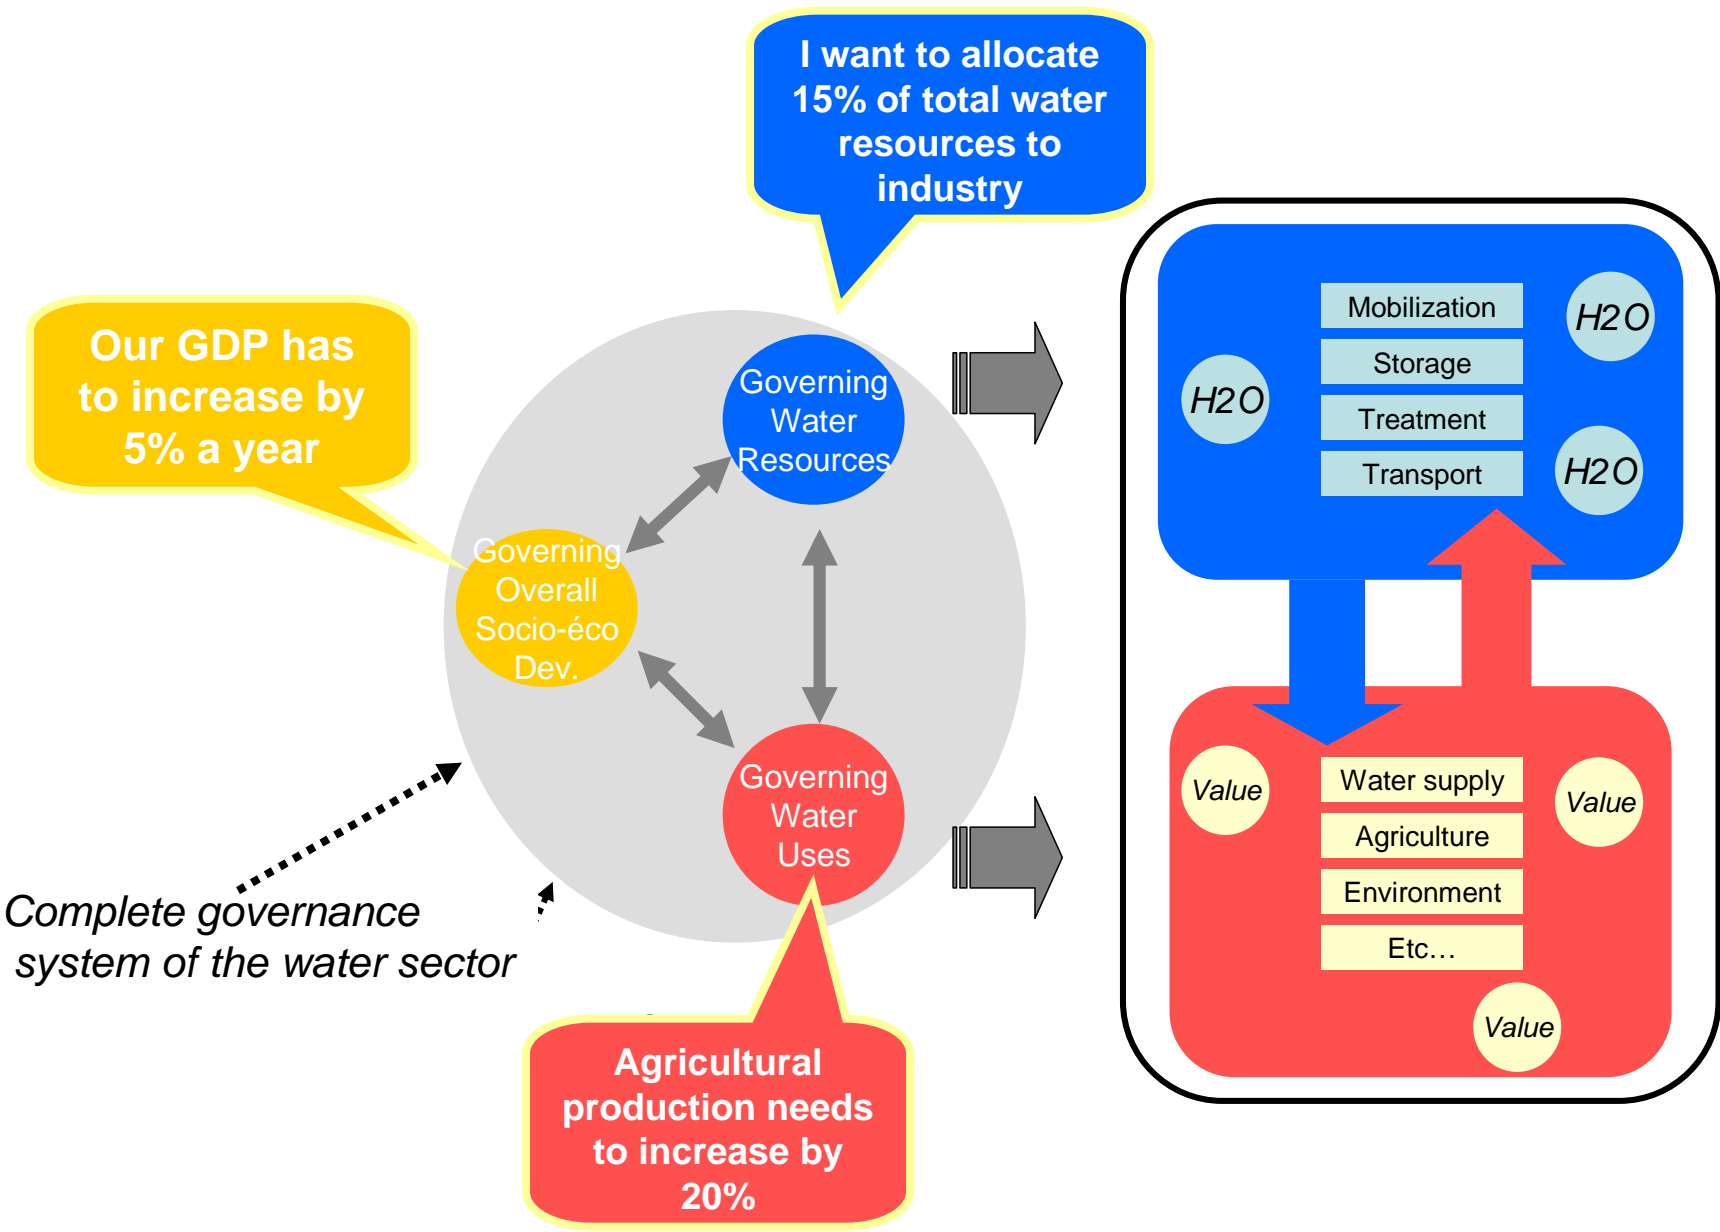 I want to allocate
15% of total water
resources to
industry
Our GDP has
to increase by
5% a year
Governing
Water
Resources
Governing
Overall
Socio-éco
Dev.
Governing
Water
Uses
Complete governance
system of the water sector
Agricultural
production needs
to increase by
20%
Mobilization
Storage
Treatment
Transport
H2O
H2O
H2O
Water supply
Agriculture
Environment
Etc…
Value
Value
Value